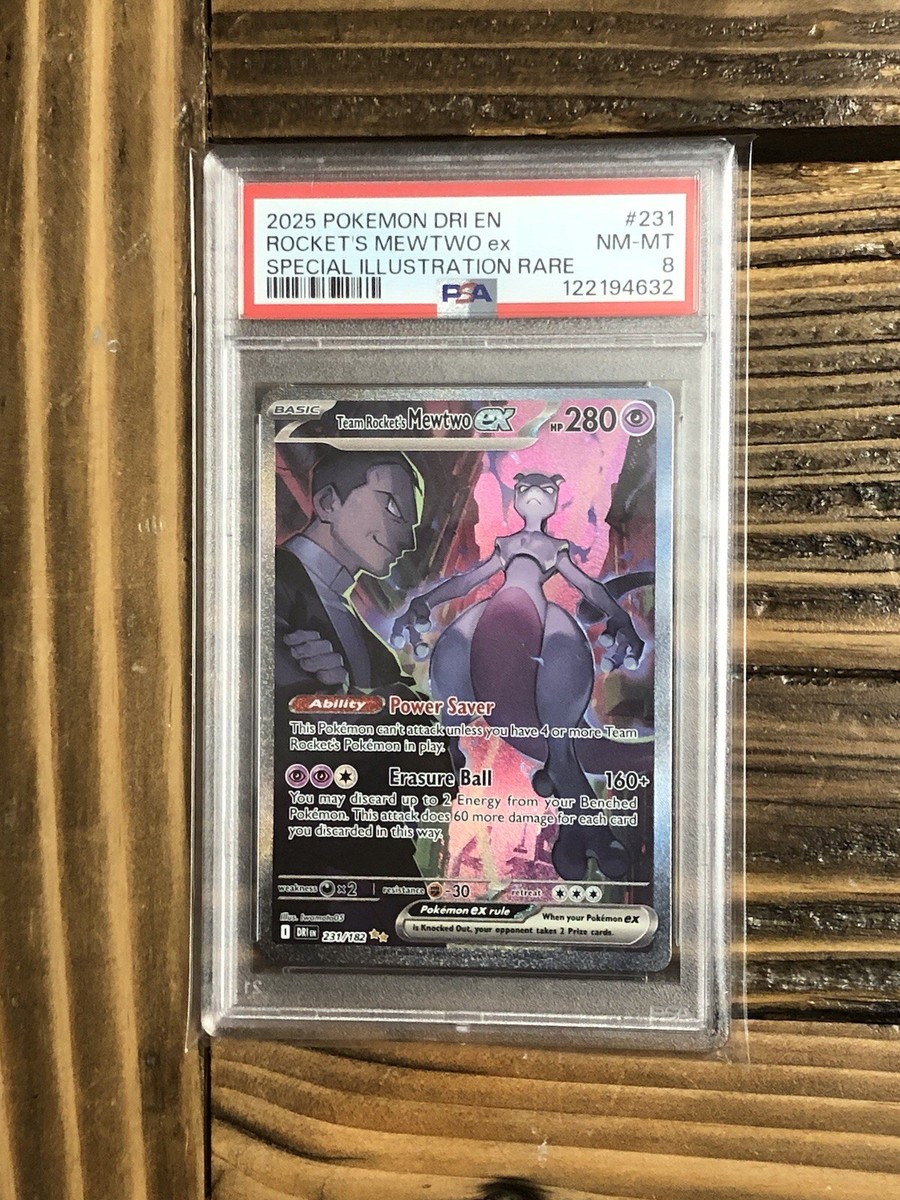 2025 POKEMON DRI EN #231
ROCKET'S MEWTWO ex NM-MT
SPECIAL ILLUSTRATION RARE 8
PSA 122194632
BASIC Team Rocket's Mewtwo ex HP 280
Ability Power Saver
This Pokémon can't attack unless you have 4 or more Team
Rocket's Pokémon in play.
Erasure Ball 160+
You may discard up to 2 Energy from your Benched
Pokémon. This attack does 60 more damage for each card
you discarded in this way.
weakness ×2 resistance -30 retreat
Illus. Iwamoto05
Pokémon ex rule When your Pokémon ex
is Knocked Out, your opponent takes 2 Prize cards.
I DRI EN 231/182